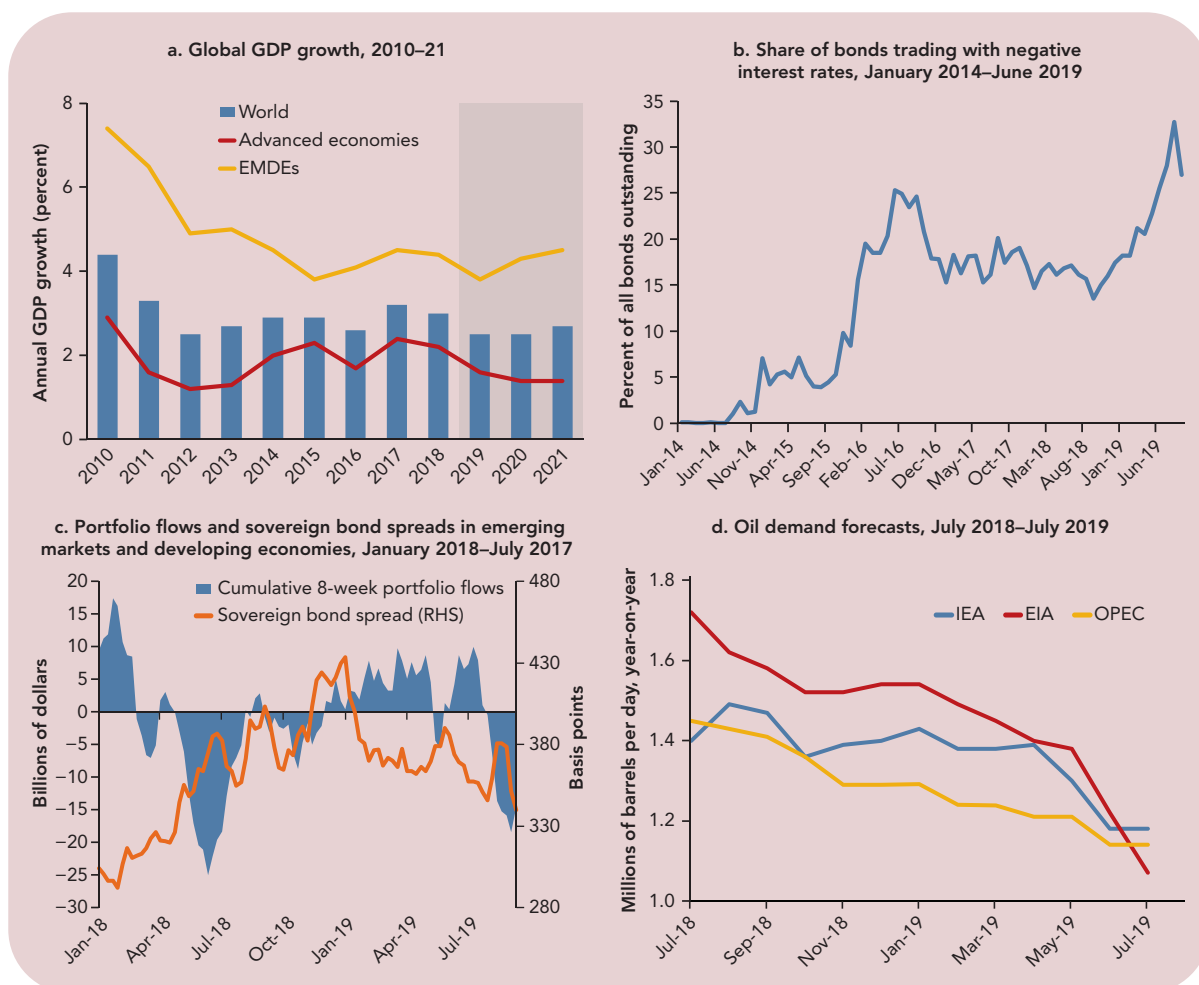 a. Global GDP growth, 2010–21
8
6
4
2
0
Annual GDP growth (percent)
World
Advanced economies
EMDEs
2010
2011
2012
2013
2014
2015
2016
2017
2018
2019
2020
2021
b. Share of bonds trading with negative
interest rates, January 2014–June 2019
35
30
25
20
15
10
5
0
Percent of all bonds outstanding
Jan-14
Jun-14
Nov-14
Apr-15
Sep-15
Feb-16
Jul-16
Dec-16
May-17
Oct-17
Mar-18
Aug-18
Jan-19
Jun-19
c. Portfolio flows and sovereign bond spreads in emerging
markets and developing economies, January 2018–July 2017
20
15
10
5
0
−5
−10
−15
−20
−25
−30
Billions of dollars
Cumulative 8-week portfolio flows
Sovereign bond spread (RHS)
480
430
380
330
280
Basis points
Jan-18
Apr-18
Jul-18
Oct-18
Jan-19
Apr-19
Jul-19
d. Oil demand forecasts, July 2018–July 2019
1.8
1.6
1.4
1.2
1.0
Millions of barrels per day, year-on-year
IEA
EIA
OPEC
Jul-18
Sep-18
Nov-18
Jan-19
Mar-19
May-19
Jul-19